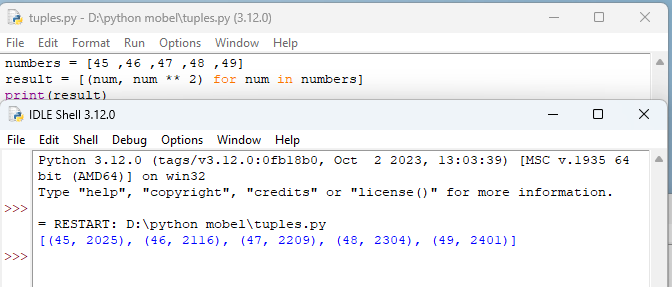 tuples.py - D:\python mobel\tuples.py (3.12.0)
File Edit Format Run Options Window Help
numbers = [45 ,46 ,47 ,48 ,49]
result = [(num, num ** 2) for num in numbers]
print(result)
IDLE Shell 3.12.0
File Edit Shell Debug Options Window Help
Python 3.12.0 (tags/v3.12.0:0fb18b0, Oct  2 2023, 13:03:39) [MSC v.1935 64
bit (AMD64)] on win32
Type "help", "copyright", "credits" or "license()" for more information.
>>>
= RESTART: D:\python mobel\tuples.py
[(45, 2025), (46, 2116), (47, 2209), (48, 2304), (49, 2401)]
>>>